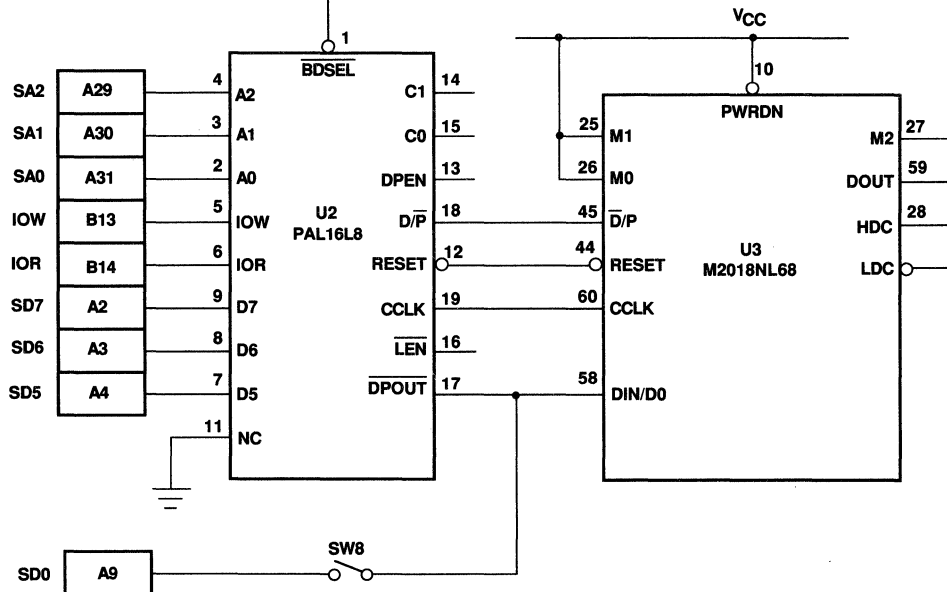 VCC
1
BDSEL
10
PWRDN
SA2 A29 4 A2
SA1 A30 3 A1
SA0 A31 2 A0
IOW B13 5 IOW
IOR B14 6 IOR
SD7 A2 9 D7
SD6 A3 8 D6
SD5 A4 7 D5
11 NC
U2
PAL16L8
C1 14
C0 15
DPEN 13
D/P 18
RESET 12
CCLK 19
LEN 16
DPOUT 17
25 M1
26 M0
45 D/P
44 RESET
60 CCLK
58 DIN/D0
U3
M2018NL68
M2 27
DOUT 59
HDC 28
LDC
SW8
SD0 A9